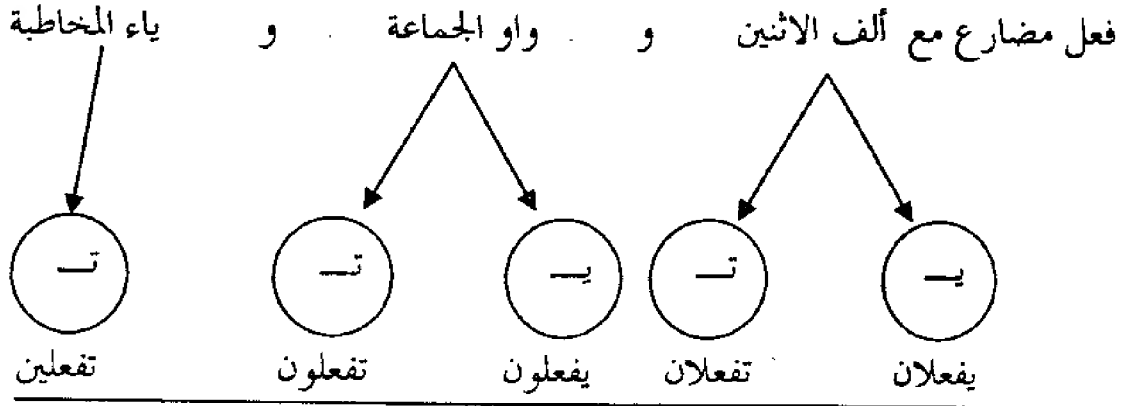 فعل مضارع مع ألف الاثنين و واو الجماعة و ياء المخاطبة
يـ تـ يـ تـ تـ
يفعلان تفعلان يفعلون تفعلون تفعلين